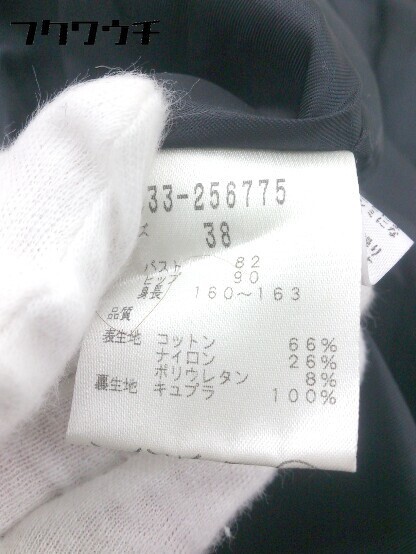 フクワウチ
33-256775
ズ 38
バスト 82
ヒップ 90
身長 160～163
品質
表生地 コットン 66%
ナイロン 26%
ポリウレタン 8%
裏生地 キュプラ 100%